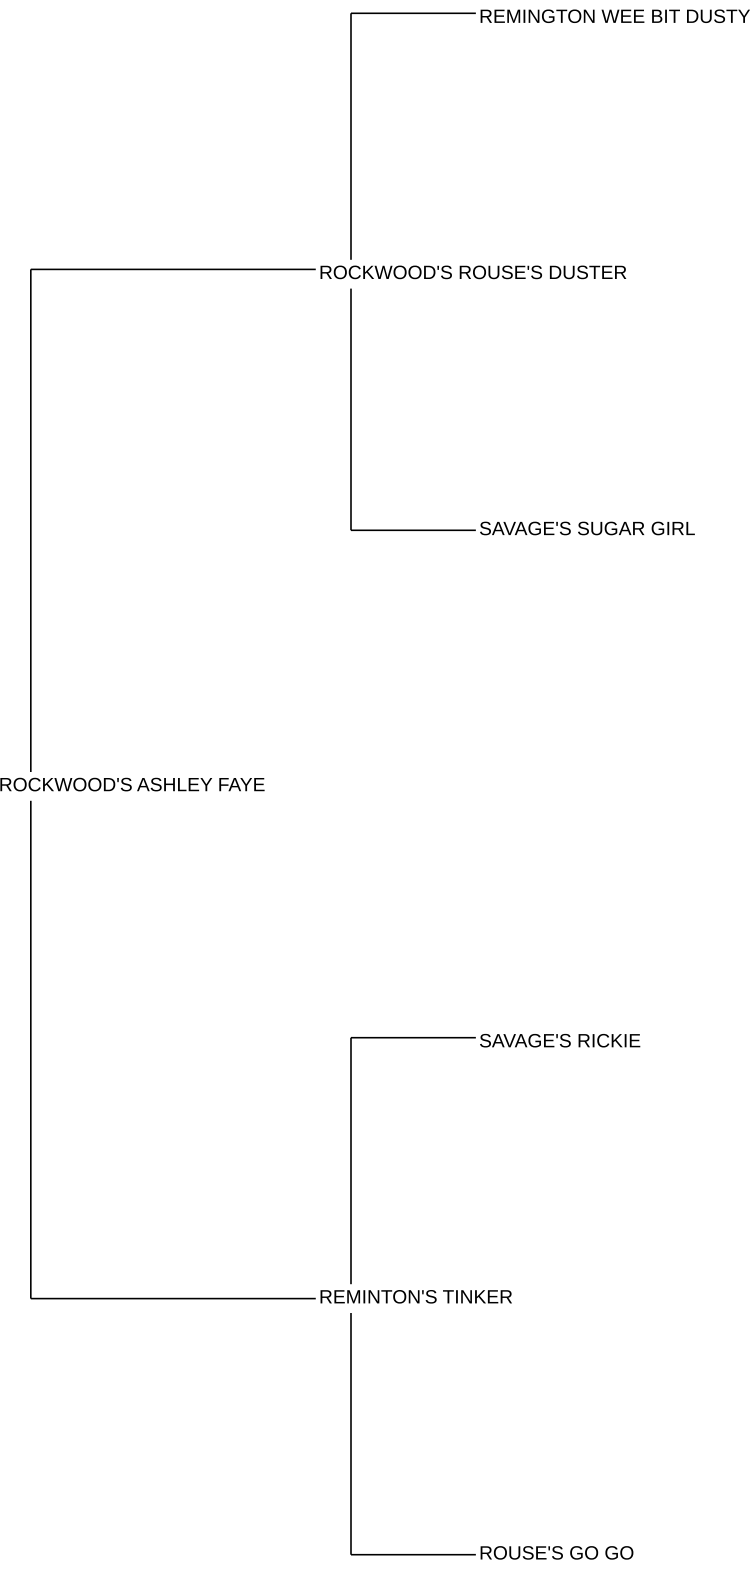 REMINGTON WEE BIT DUSTY
ROCKWOOD'S ROUSE'S DUSTER
SAVAGE'S SUGAR GIRL
ROCKWOOD'S ASHLEY FAYE
SAVAGE'S RICKIE
REMINTON'S TINKER
ROUSE'S GO GO